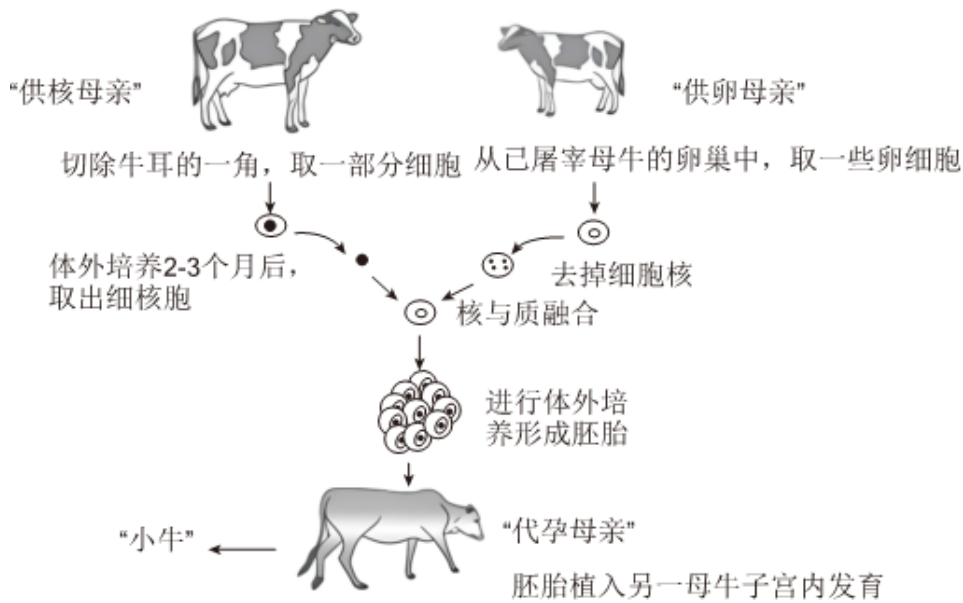 “供核母亲”
“供卵母亲”
切除牛耳的一角，取一部分细胞
从已屠宰母牛的卵巢中，取一些卵细胞
体外培养2-3个月后，
取出细核胞
去掉细胞核
核与质融合
进行体外培
养形成胚胎
“小牛”
“代孕母亲”
胚胎植入另一母牛子宫内发育